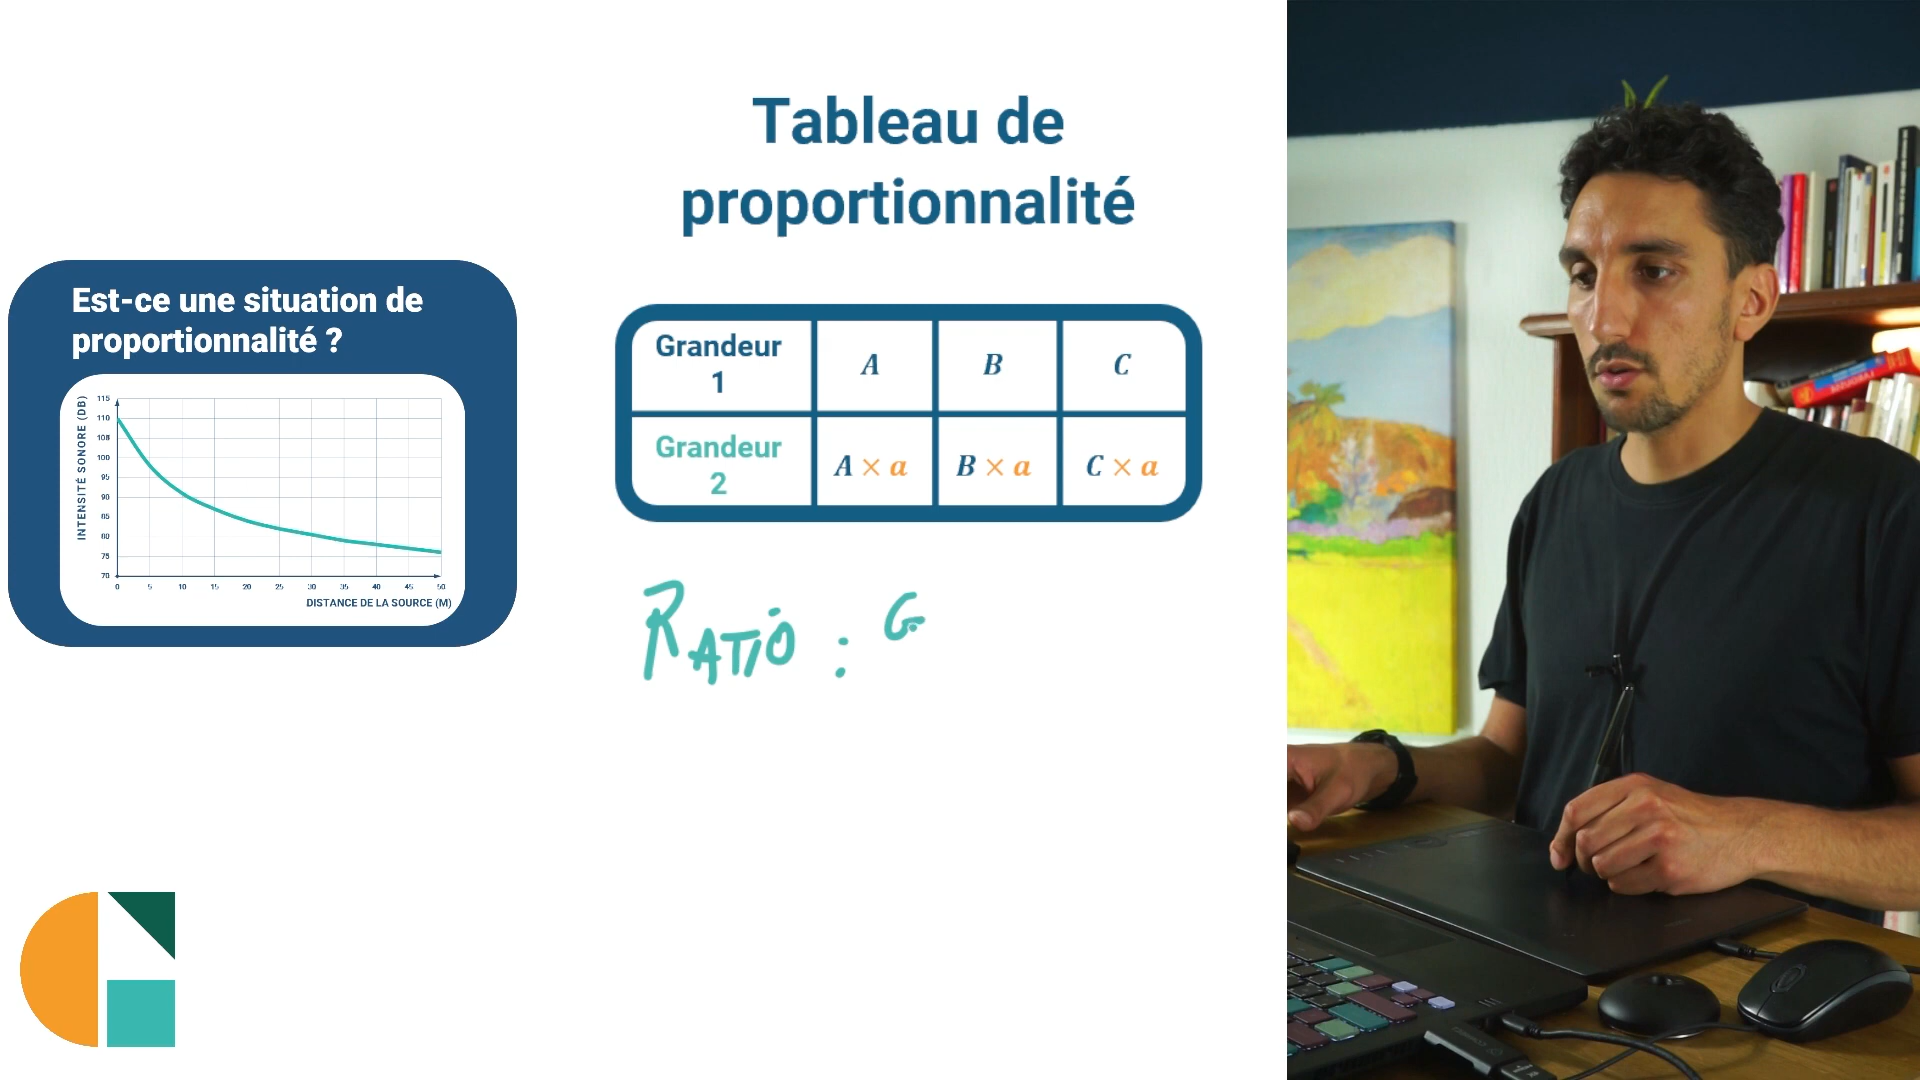 Tableau de
proportionnalité
Est-ce une situation de
proportionnalité ?
INTENSITÉ SONORE (DB)
115
110
105
100
95
90
85
80
75
70
0 5 10 15 20 25 30 35 40 45 50
DISTANCE DE LA SOURCE (M)
Grandeur 1 A B C
Grandeur 2 A × a B × a C × a
RATIO : G